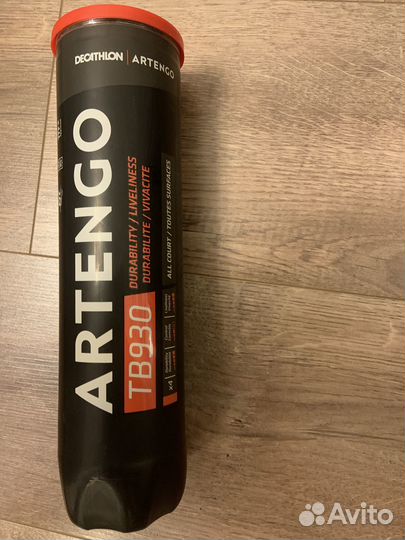 DECATHLON | ARTENGO
ARTENGO
TB930
DURABILITY / LIVELINESS
DURABILITE / VIVACITE
ALL COURT / TOUTES SURFACES
x4
Avito